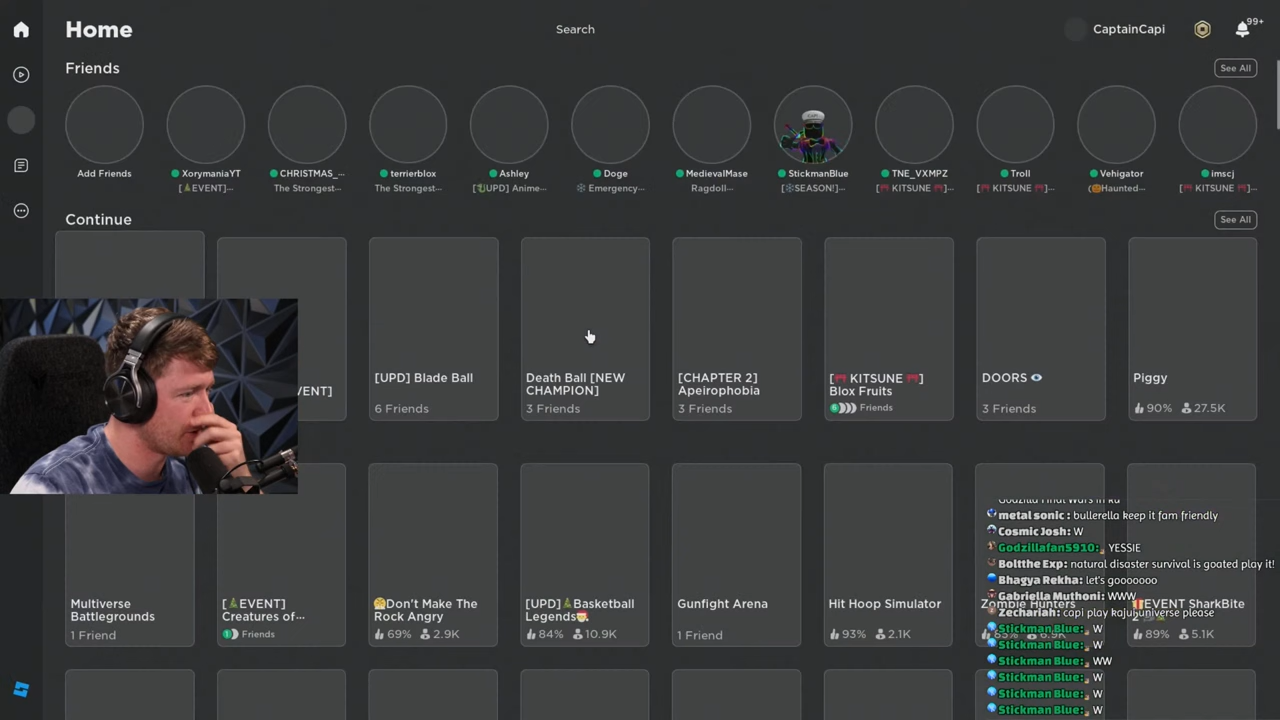 Home
Search
CaptainCapi
99+
Friends
See All
Add Friends
XorymaniaYT
[🎄EVENT]...
CHRISTMAS_...
The Strongest...
terrierblox
The Strongest...
Ashley
Anime...
Doge
❄️ Emergency...
MedievalMase
Ragdoll...
StickmanBlue
[❄️SEASON!]...
TNE_VXMPZ
[KITSUNE]...
Troll
[KITSUNE]...
Vehigator
(🎃Haunted...
imscj
[KITSUNE]...
Continue
See All
VENT]
[UPD] Blade Ball
6 Friends
Death Ball [NEW
CHAMPION]
3 Friends
[CHAPTER 2]
Apeirophobia
3 Friends
[KITSUNE]
Blox Fruits
Friends
DOORS 👁️
3 Friends
Piggy
90% 27.5K
Multiverse
Battlegrounds
1 Friend
[🎄EVENT]
Creatures of...
Friends
😤Don't Make The
Rock Angry
69% 2.9K
[UPD]🎄Basketball
Legends🎅
84% 10.9K
Gunfight Arena
1 Friend
Hit Hoop Simulator
93% 2.1K
Zombie Hunters
🎁EVENT SharkBite
89% 5.1K
metal sonic : bullerella keep it fam friendly
Cosmic Josh: W
Godzillafan5910: YESSIE
Boltthe Exp: natural disaster survival is goated play it!
Bhagya Rekha: let's gooooooo
Gabriella Muthoni: WWW
Zechariah: capi play kaju universe please
Stickman Blue: W
Stickman Blue: W
Stickman Blue: WW
Stickman Blue: W
Stickman Blue: W
Stickman Blue: W